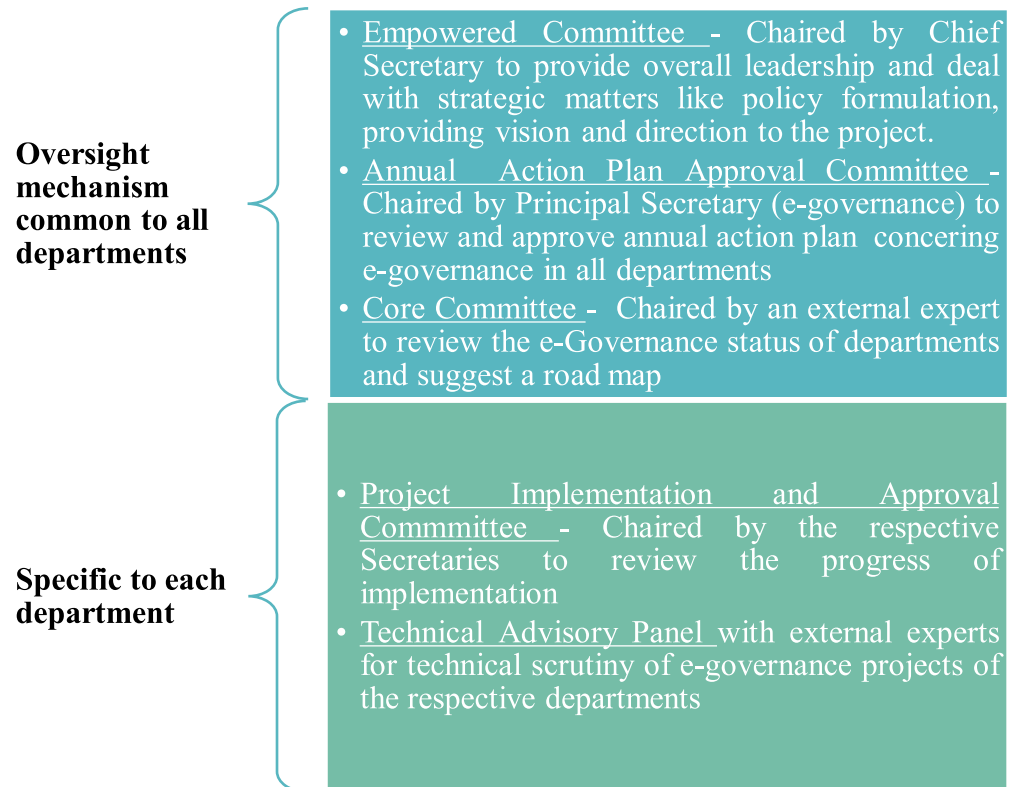 Oversight
mechanism
common to all
departments
• Empowered Committee - Chaired by Chief
Secretary to provide overall leadership and deal
with strategic matters like policy formulation,
providing vision and direction to the project.
• Annual Action Plan Approval Committee -
Chaired by Principal Secretary (e-governance) to
review and approve annual action plan concering
e-governance in all departments
• Core Committee - Chaired by an external expert
to review the e-Governance status of departments
and suggest a road map
Specific to each
department
• Project Implementation and Approval
Commmittee - Chaired by the respective
Secretaries to review the progress of
implementation
• Technical Advisory Panel with external experts
for technical scrutiny of e-governance projects of
the respective departments